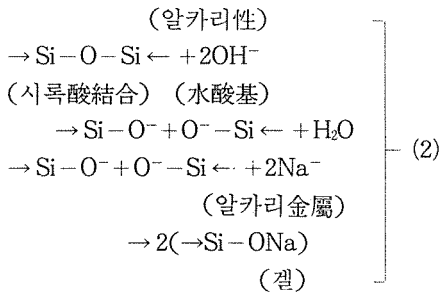 (알카리性)
→Si−O−Si← +2OH⁻
(시록酸結合) (水酸基)
→Si−O⁻+O⁻−Si← +H₂O
→Si−O⁻+O⁻−Si← +2Na⁻
(알카리金屬)
→2(→Si−ONa)
(겔)
(2)